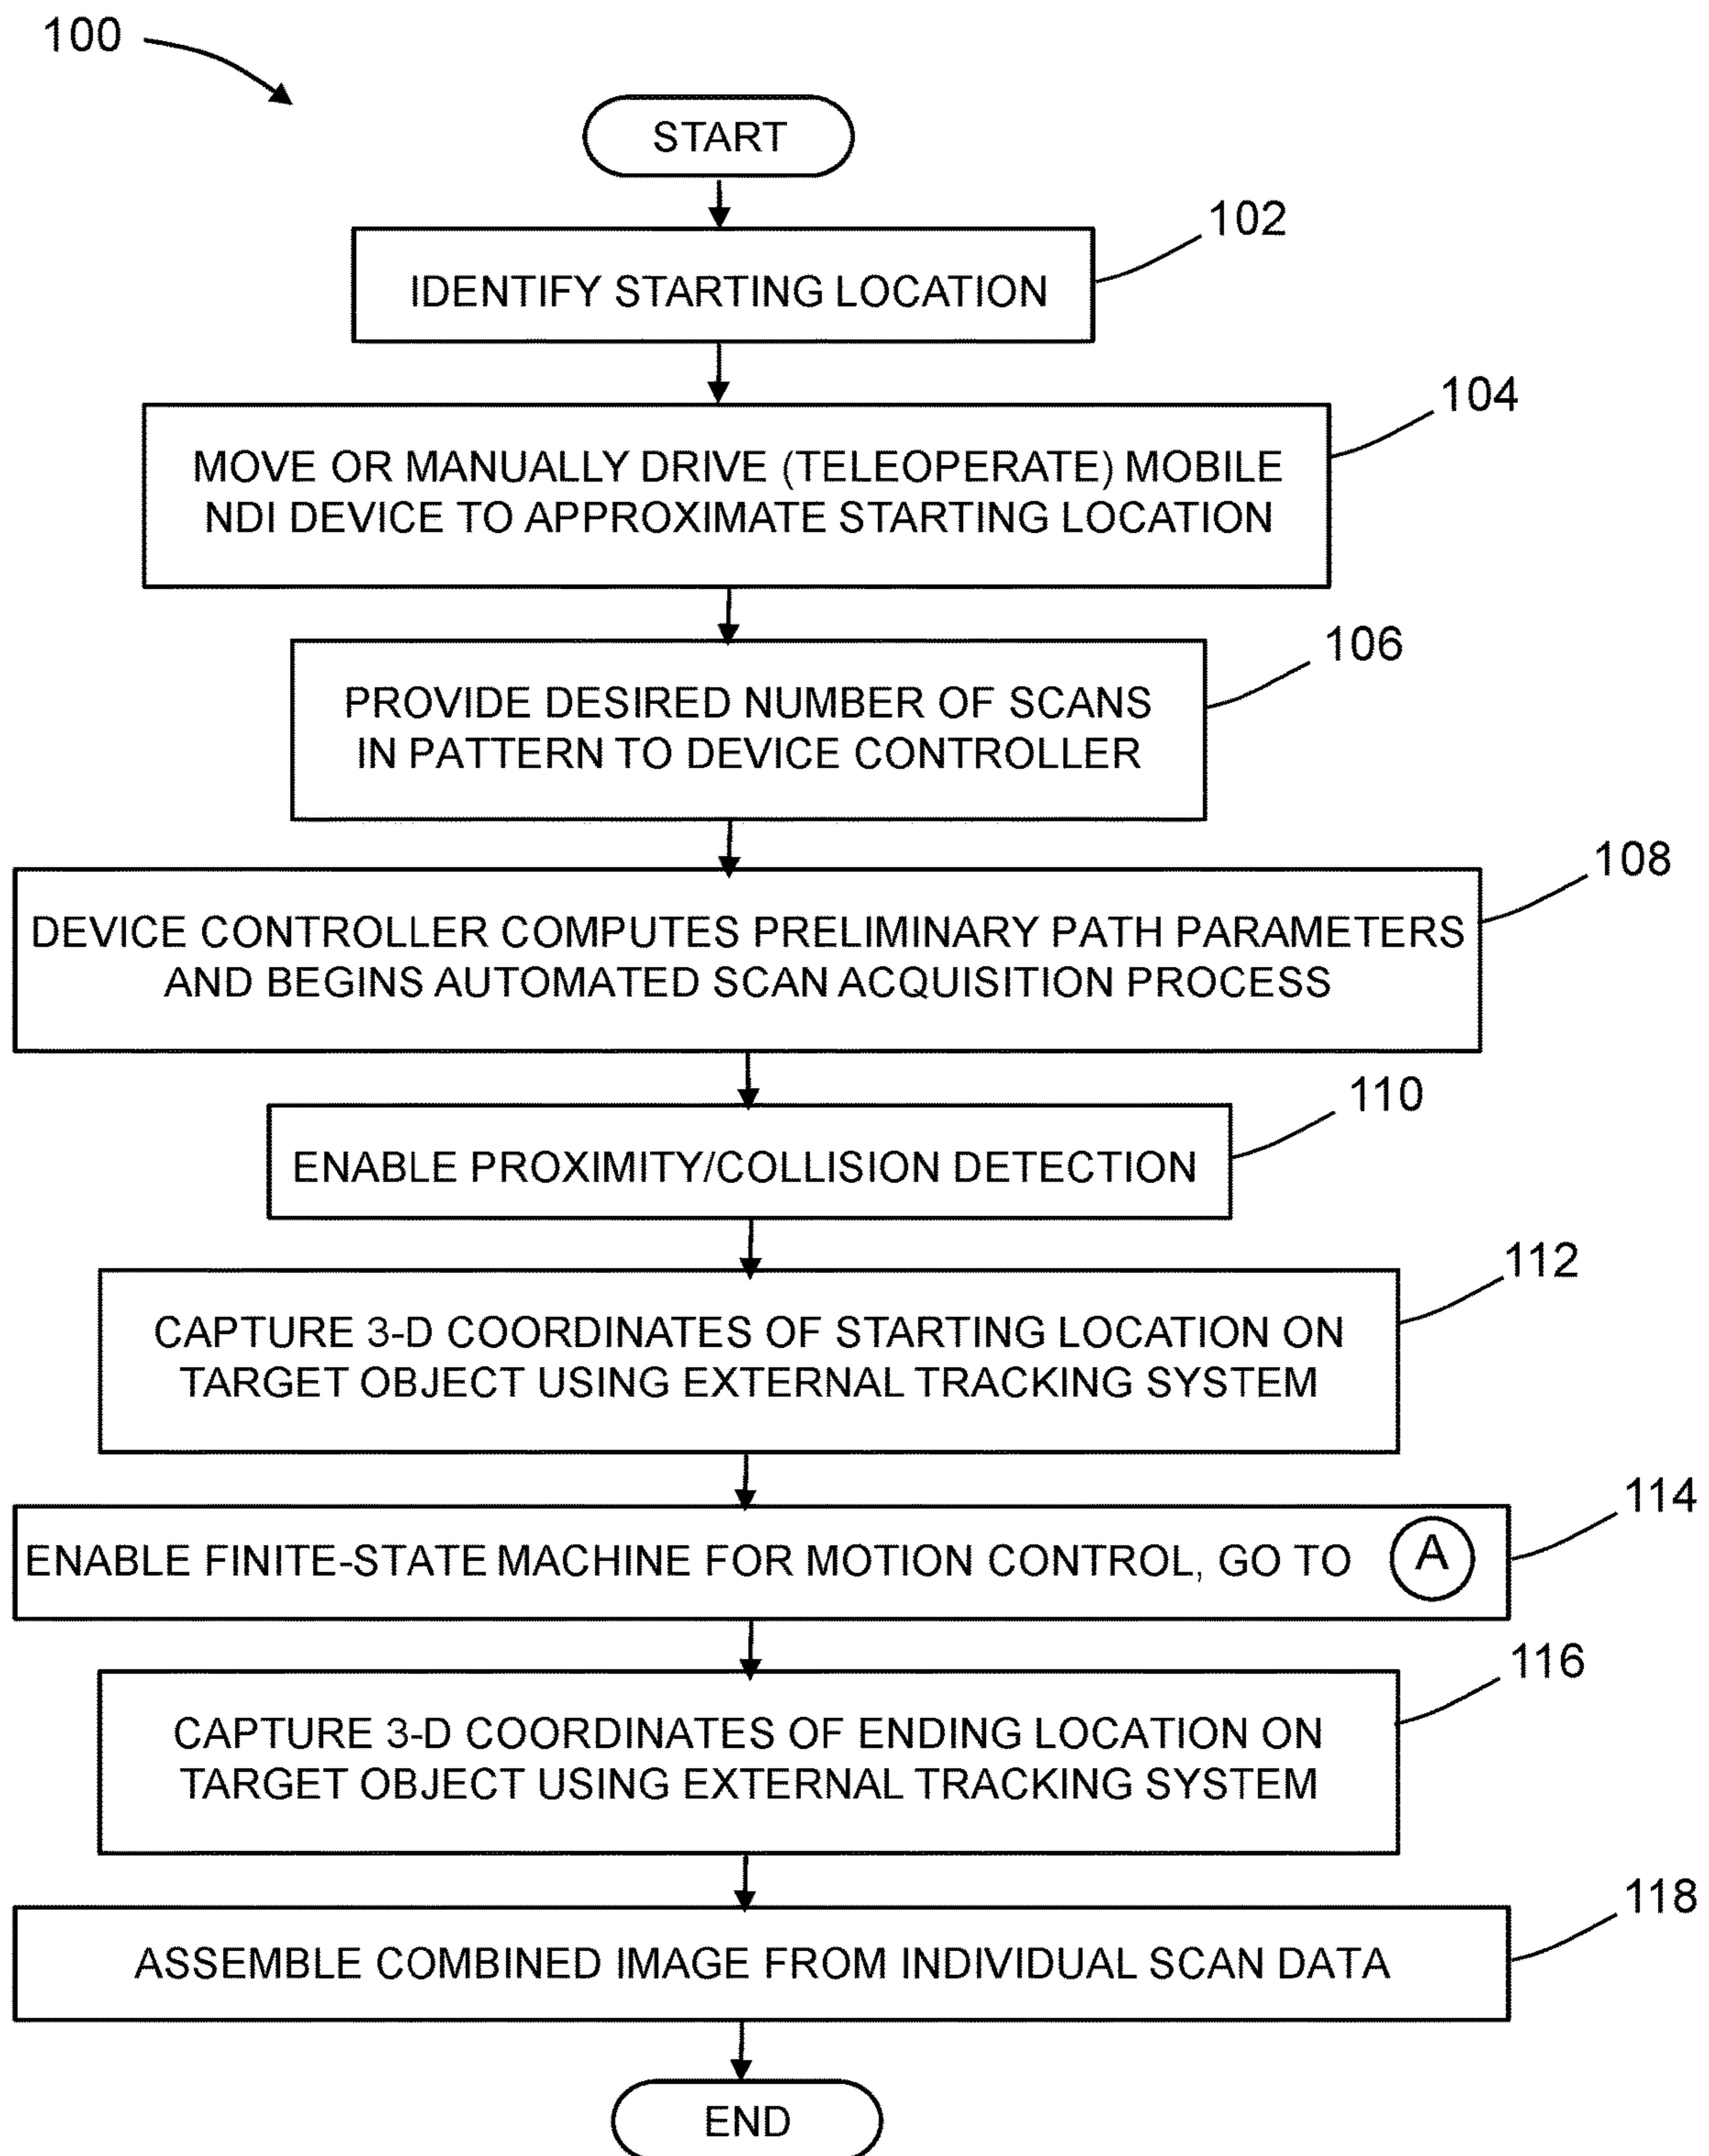 100
START
102
IDENTIFY STARTING LOCATION
104
MOVE OR MANUALLY DRIVE (TELEOPERATE) MOBILE
NDI DEVICE TO APPROXIMATE STARTING LOCATION
106
PROVIDE DESIRED NUMBER OF SCANS
IN PATTERN TO DEVICE CONTROLLER
108
DEVICE CONTROLLER COMPUTES PRELIMINARY PATH PARAMETERS
AND BEGINS AUTOMATED SCAN ACQUISITION PROCESS
110
ENABLE PROXIMITY/COLLISION DETECTION
112
CAPTURE 3-D COORDINATES OF STARTING LOCATION ON
TARGET OBJECT USING EXTERNAL TRACKING SYSTEM
114
ENABLE FINITE-STATE MACHINE FOR MOTION CONTROL, GO TO A
116
CAPTURE 3-D COORDINATES OF ENDING LOCATION ON
TARGET OBJECT USING EXTERNAL TRACKING SYSTEM
118
ASSEMBLE COMBINED IMAGE FROM INDIVIDUAL SCAN DATA
END